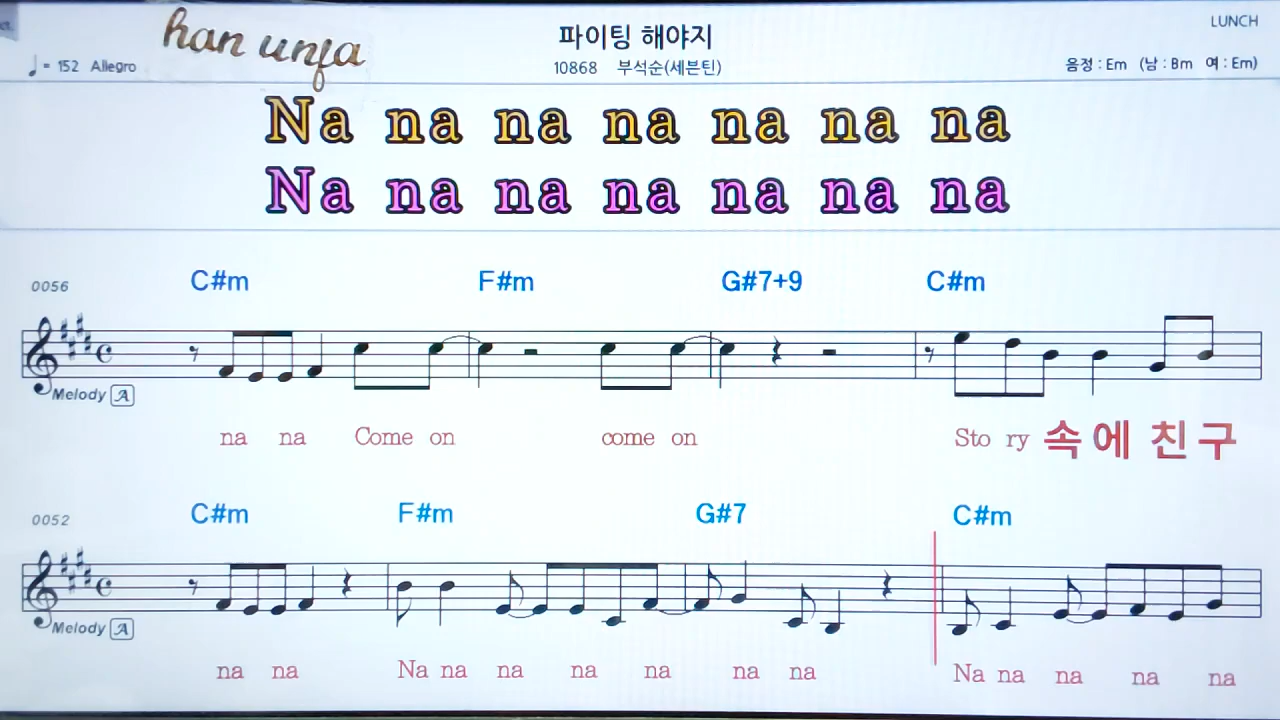 LUNCH
han unfa
파이팅 해야지
♩= 152 Allegro
10868 부석순(세븐틴)
음정 : Em (남 : Bm 여 : Em)
Na na na na na na na
Na na na na na na na
0056 C#m F#m G#7+9 C#m
Melody A
na na Come on come on Sto ry 속에 친구
0052 C#m F#m G#7 C#m
Melody A
na na Na na na na na na na Na na na na na